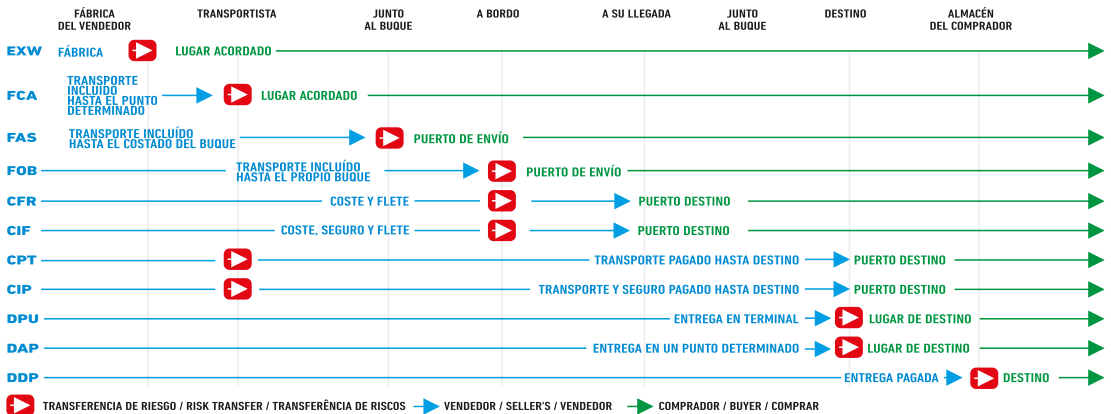 FÁBRICA
DEL VENDEDOR
TRANSPORTISTA
JUNTO
AL BUQUE
A BORDO
A SU LLEGADA
JUNTO
AL BUQUE
DESTINO
ALMACÉN
DEL COMPRADOR
EXW FÁBRICA LUGAR ACORDADO
FCA
TRANSPORTE
INCLUÍDO
HASTA EL PUNTO
DETERMINADO
LUGAR ACORDADO
FAS
TRANSPORTE INCLUÍDO
HASTA EL COSTADO DEL BUQUE
PUERTO DE ENVÍO
FOB
TRANSPORTE INCLUÍDO
HASTA EL PROPIO BUQUE
PUERTO DE ENVÍO
CFR COSTE Y FLETE PUERTO DESTINO
CIF COSTE, SEGURO Y FLETE PUERTO DESTINO
CPT TRANSPORTE PAGADO HASTA DESTINO PUERTO DESTINO
CIP TRANSPORTE Y SEGURO PAGADO HASTA DESTINO PUERTO DESTINO
DPU ENTREGA EN TERMINAL LUGAR DE DESTINO
DAP ENTREGA EN UN PUNTO DETERMINADO LUGAR DE DESTINO
DDP ENTREGA PAGADA DESTINO
TRANSFERENCIA DE RIESGO / RISK TRANSFER / TRANSFERÊNCIA DE RISCOS VENDEDOR / SELLER'S / VENDEDOR COMPRADOR / BUYER / COMPRAR